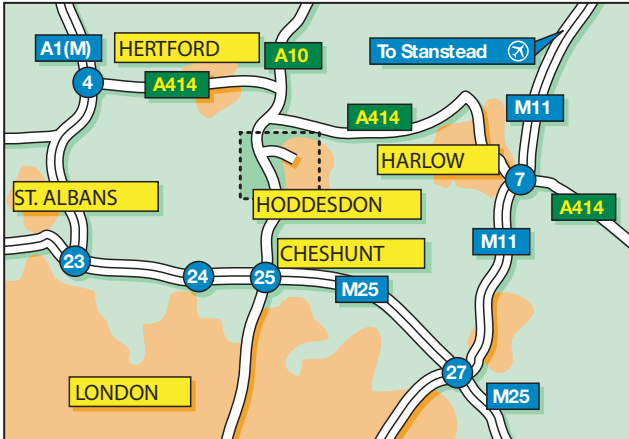 A1(M)
HERTFORD
A10
To Stanstead
4
A414
M11
A414
HARLOW
7
ST. ALBANS
HODDESDON
A414
M11
CHESHUNT
23
24
25
M25
27
LONDON
M25